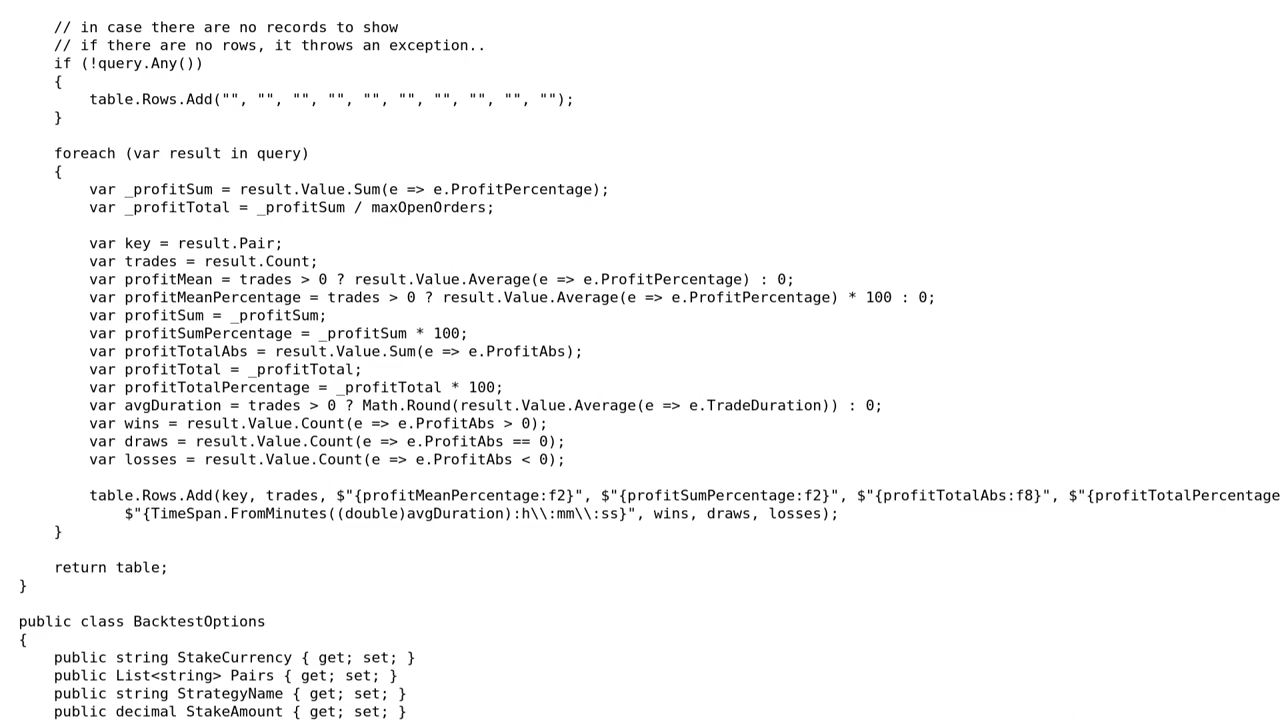 // in case there are no records to show
// if there are no rows, it throws an exception..
if (!query.Any())
{
table.Rows.Add("", "", "", "", "", "", "", "", "", "");
}
foreach (var result in query)
{
var _profitSum = result.Value.Sum(e => e.ProfitPercentage);
var _profitTotal = _profitSum / maxOpenOrders;
var key = result.Pair;
var trades = result.Count;
var profitMean = trades > 0 ? result.Value.Average(e => e.ProfitPercentage) : 0;
var profitMeanPercentage = trades > 0 ? result.Value.Average(e => e.ProfitPercentage) * 100 : 0;
var profitSum = _profitSum;
var profitSumPercentage = _profitSum * 100;
var profitTotalAbs = result.Value.Sum(e => e.ProfitAbs);
var profitTotal = _profitTotal;
var profitTotalPercentage = _profitTotal * 100;
var avgDuration = trades > 0 ? Math.Round(result.Value.Average(e => e.TradeDuration)) : 0;
var wins = result.Value.Count(e => e.ProfitAbs > 0);
var draws = result.Value.Count(e => e.ProfitAbs == 0);
var losses = result.Value.Count(e => e.ProfitAbs < 0);
table.Rows.Add(key, trades, $"{profitMeanPercentage:f2}", $"{profitSumPercentage:f2}", $"{profitTotalAbs:f8}", $"{profitTotalPercentage
$"{TimeSpan.FromMinutes((double)avgDuration):h\\:mm\\:ss}", wins, draws, losses);
}
return table;
}
public class BacktestOptions
{
public string StakeCurrency { get; set; }
public List<string> Pairs { get; set; }
public string StrategyName { get; set; }
public decimal StakeAmount { get; set; }